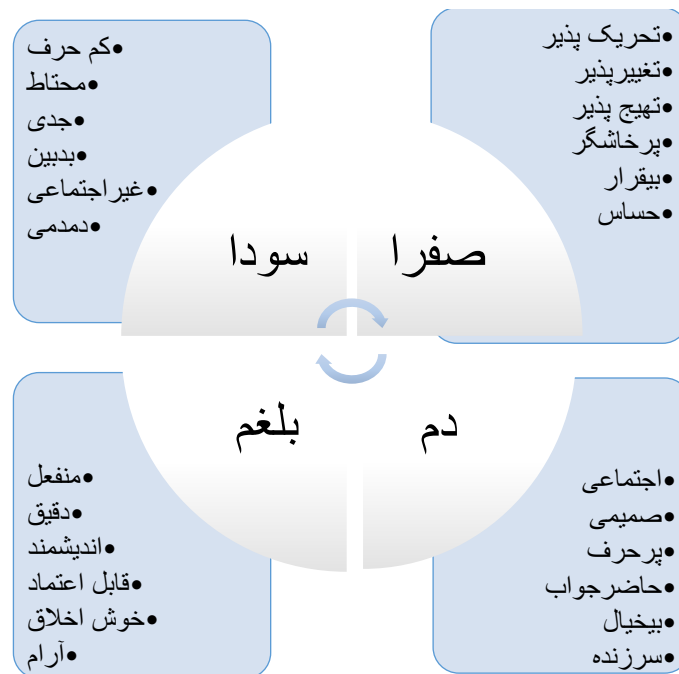 تحریک پذیر
تغییرپذیر
تهیج پذیر
پرخاشگر
بیقرار
حساس
صفرا
کم حرف
محتاط
جدی
بدبین
غیراجتماعی
دمدمی
سودا
دم
اجتماعی
صمیمی
پرحرف
حاضرجواب
بیخیال
سرزنده
بلغم
منفعل
دقیق
اندیشمند
قابل اعتماد
خوش اخلاق
آرام